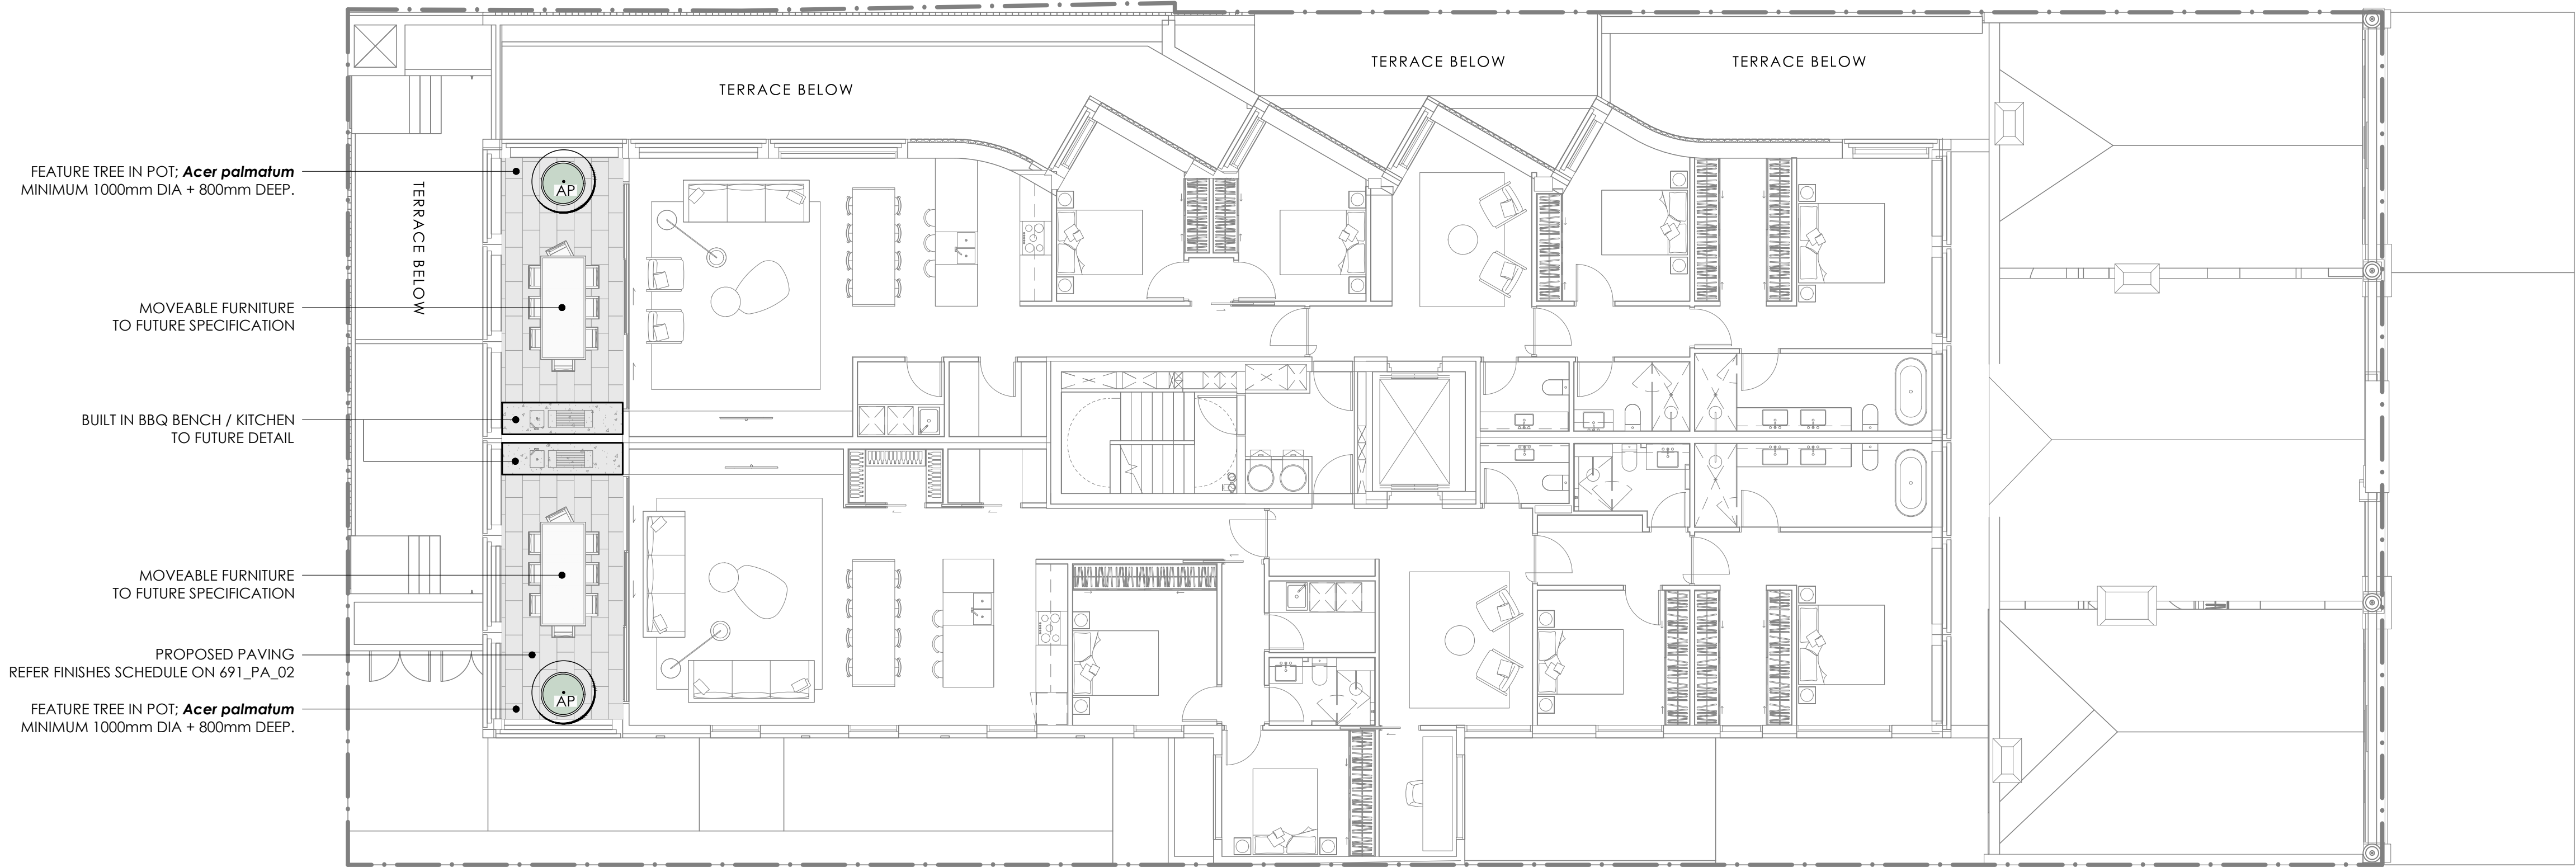 TERRACE BELOW
TERRACE BELOW
TERRACE BELOW
TERRACE BELOW
FEATURE TREE IN POT; Acer palmatum
MINIMUM 1000mm DIA + 800mm DEEP.
AP
MOVEABLE FURNITURE
TO FUTURE SPECIFICATION
BUILT IN BBQ BENCH / KITCHEN
TO FUTURE DETAIL
MOVEABLE FURNITURE
TO FUTURE SPECIFICATION
PROPOSED PAVING
REFER FINISHES SCHEDULE ON 691_PA_02
FEATURE TREE IN POT; Acer palmatum
MINIMUM 1000mm DIA + 800mm DEEP.
AP